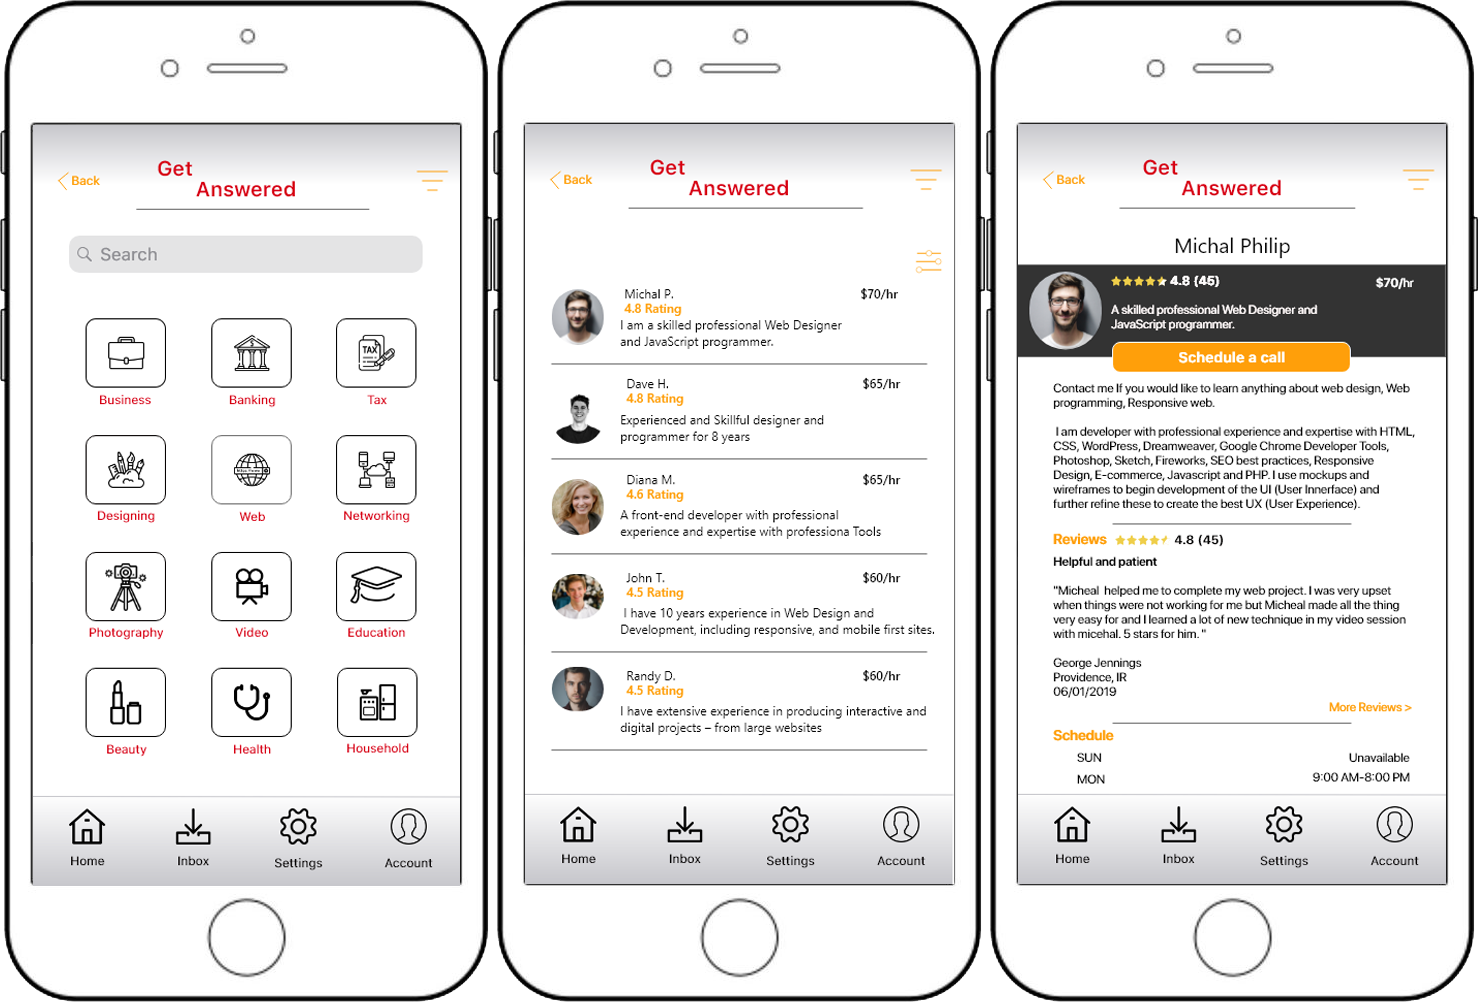 Back
Get
Answered
Search
Business
Banking
TAX
Tax
Designing
Web
Networking
Photography
Video
Education
Beauty
Health
Household
Home
Inbox
Settings
Account
Back
Get
Answered
Michal P.
$70/hr
4.8 Rating
I am a skilled professional Web Designer
and JavaScript programmer.
Dave H.
$65/hr
4.8 Rating
Experienced and Skillful designer and
programmer for 8 years
Diana M.
$65/hr
4.6 Rating
A front-end developer with professional
experience and expertise with professiona Tools
John T.
$60/hr
4.5 Rating
I have 10 years experience in Web Design and
Development, including responsive, and mobile first sites.
Randy D.
$60/hr
4.5 Rating
I have extensive experience in producing interactive and
digital projects – from large websites
Home
Inbox
Settings
Account
Back
Get
Answered
Michal Philip
4.8 (45)
$70/hr
A skilled professional Web Designer and
JavaScript programmer.
Schedule a call
Contact me If you would like to learn anything about web design, Web
programming, Responsive web.
I am developer with professional experience and expertise with HTML,
CSS, WordPress, Dreamweaver, Google Chrome Developer Tools,
Photoshop, Sketch, Fireworks, SEO best practices, Responsive
Design, E-commerce, Javascript and PHP. I use mockups and
wireframes to begin development of the UI (User Innerface) and
further refine these to create the best UX (User Experience).
Reviews 4.8 (45)
Helpful and patient
"Micheal helped me to complete my web project. I was very upset
when things were not working for me but Micheal made all the thing
very easy for and I learned a lot of new technique in my video session
with micehal. 5 stars for him. "
George Jennings
Providence, IR
06/01/2019
More Reviews >
Schedule
SUN
Unavailable
MON
9:00 AM-8:00 PM
Home
Inbox
Settings
Account